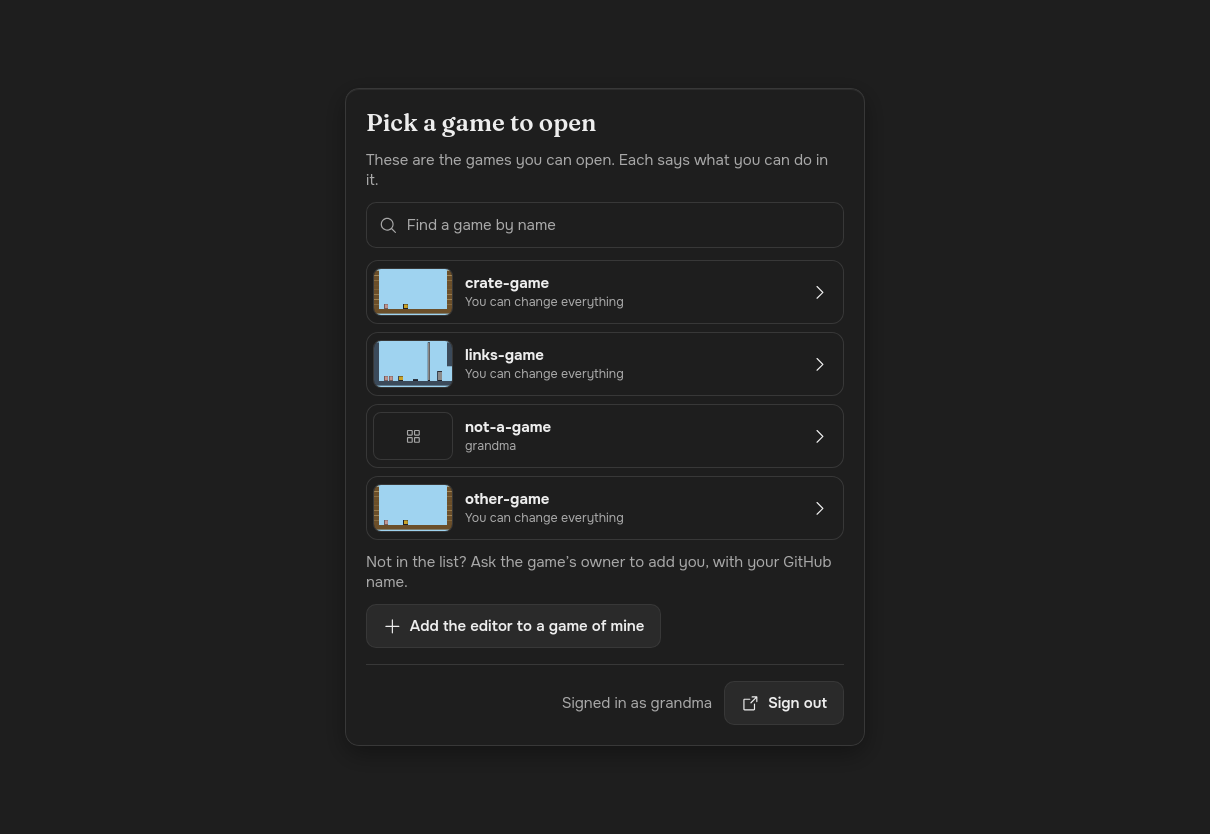 Pick a game to open
These are the games you can open. Each says what you can do in
it.
Find a game by name
crate-game
You can change everything
links-game
You can change everything
not-a-game
grandma
other-game
You can change everything
Not in the list? Ask the game’s owner to add you, with your GitHub
name.
Add the editor to a game of mine
Signed in as grandma
Sign out